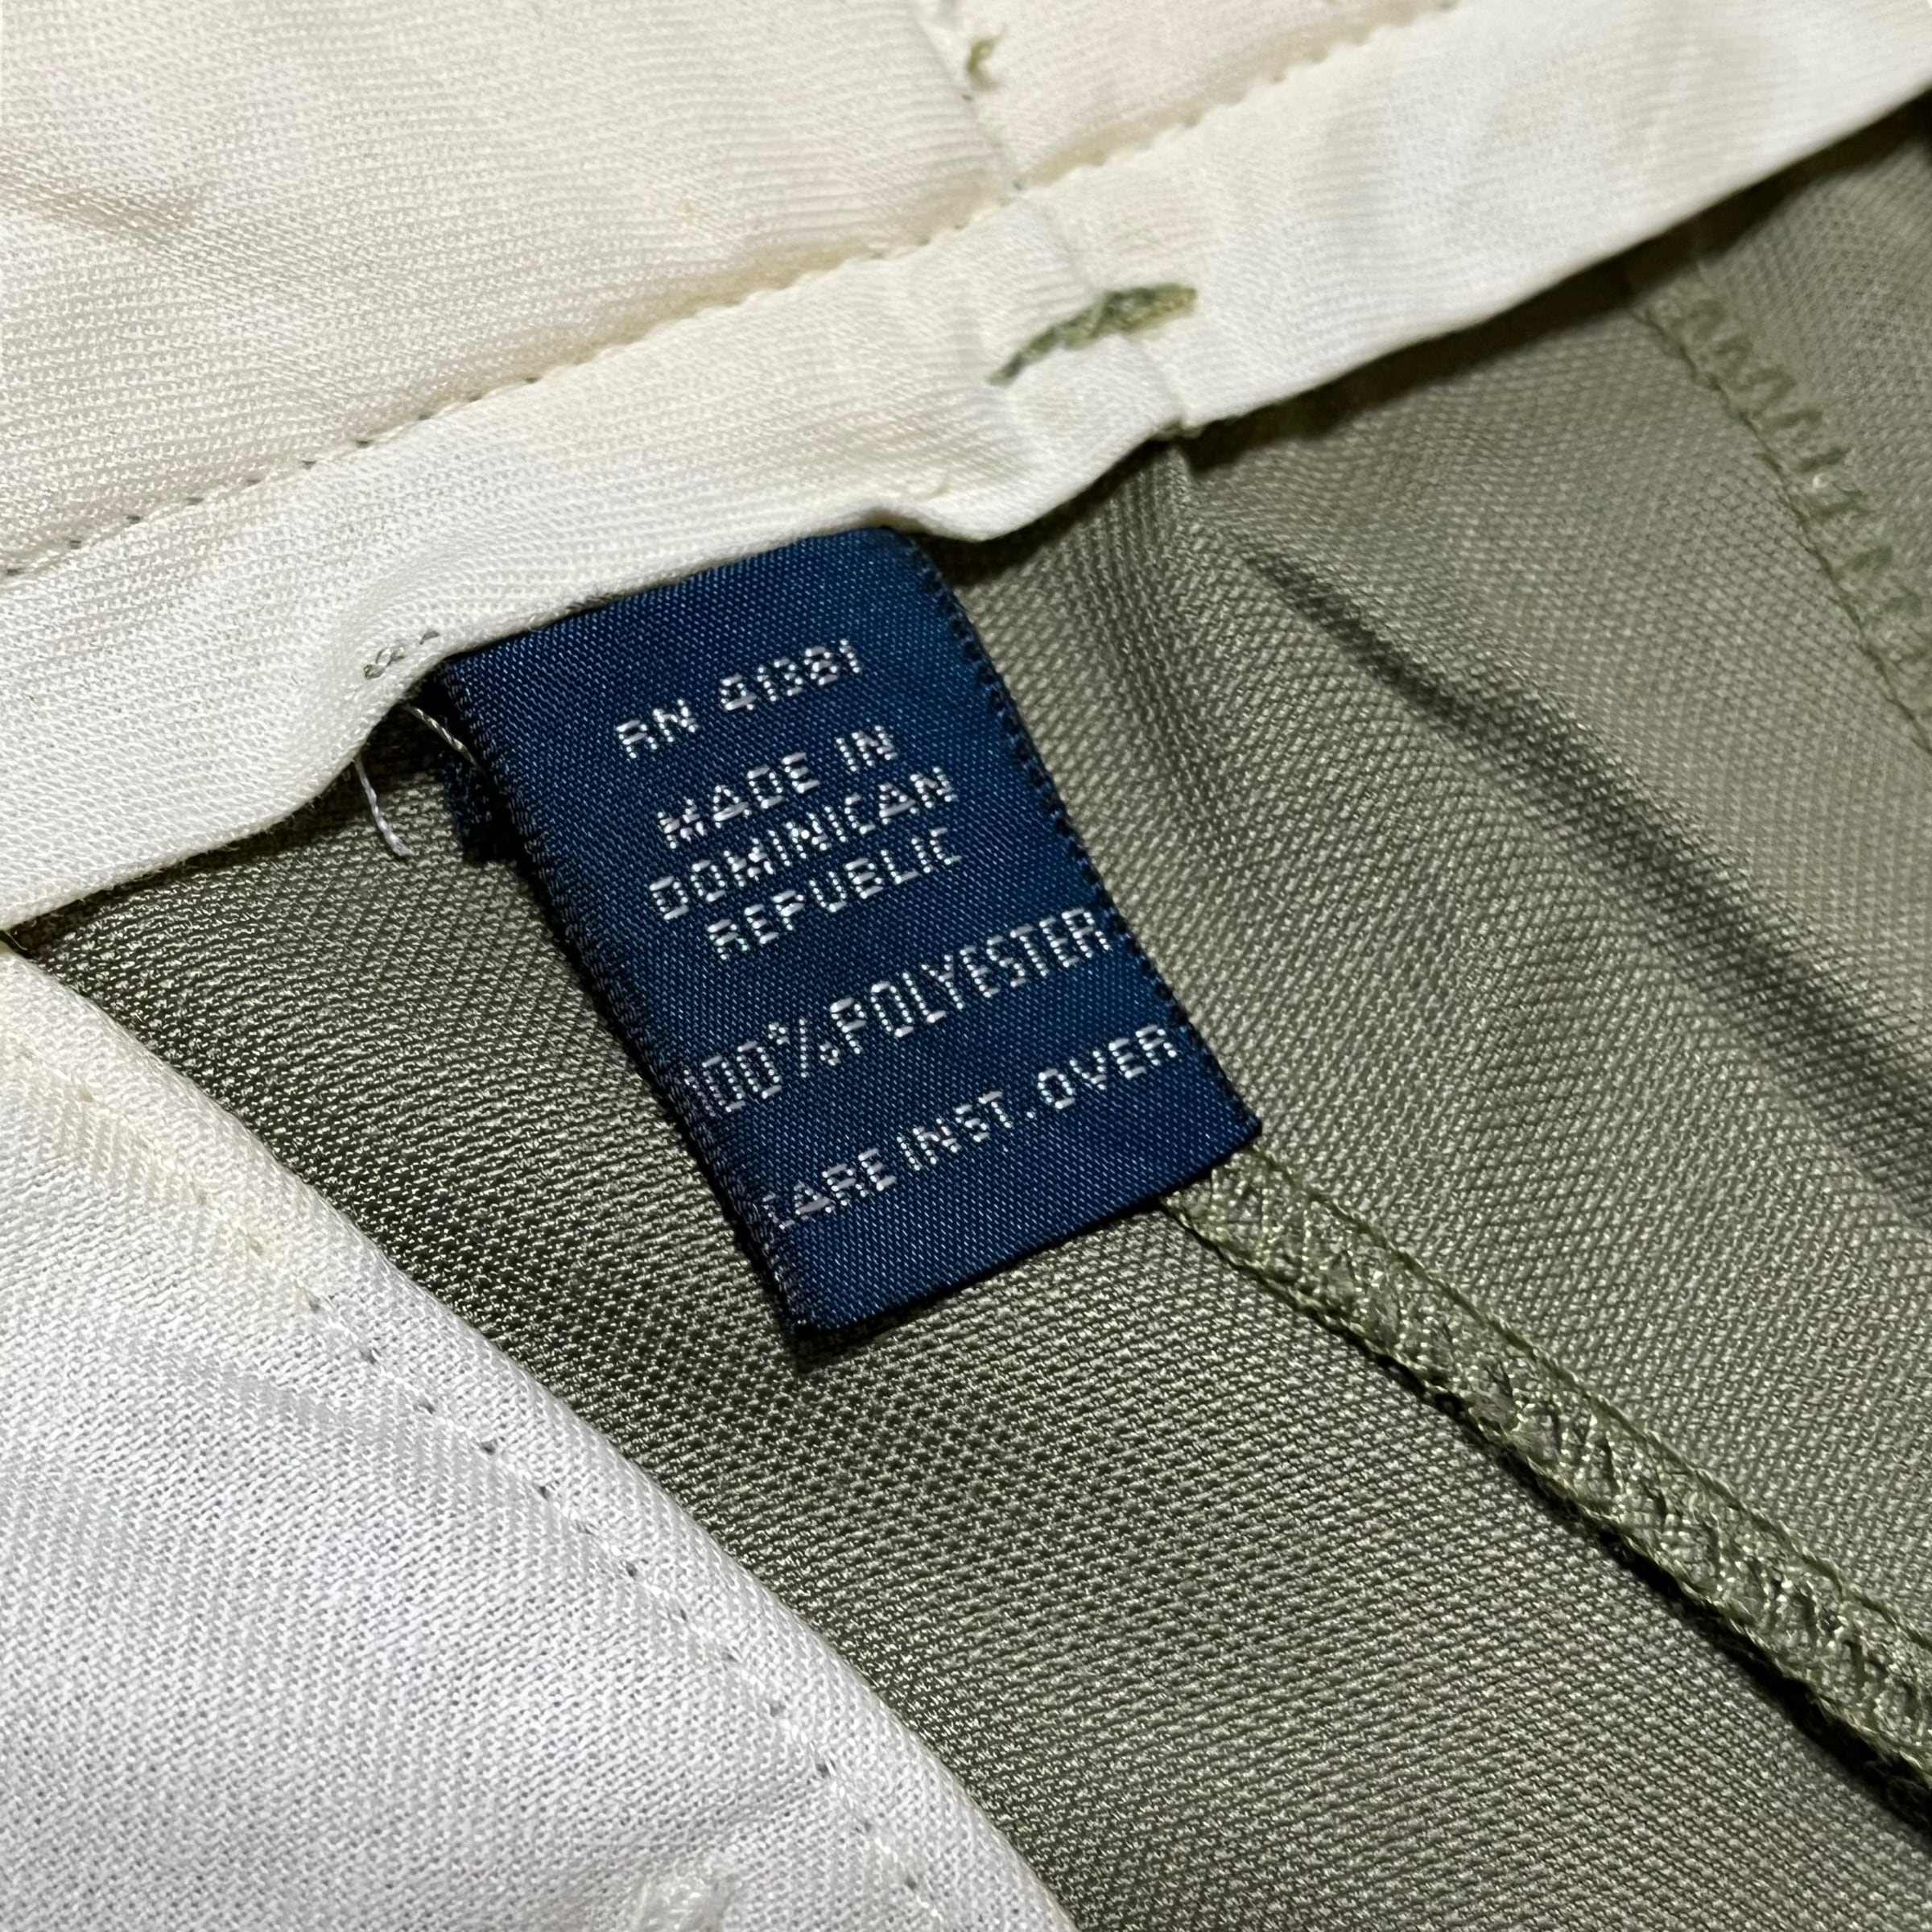 RN 41381
MADE IN
DOMINICAN
REPUBLIC
100%POLYESTER
CARE INST. OVER